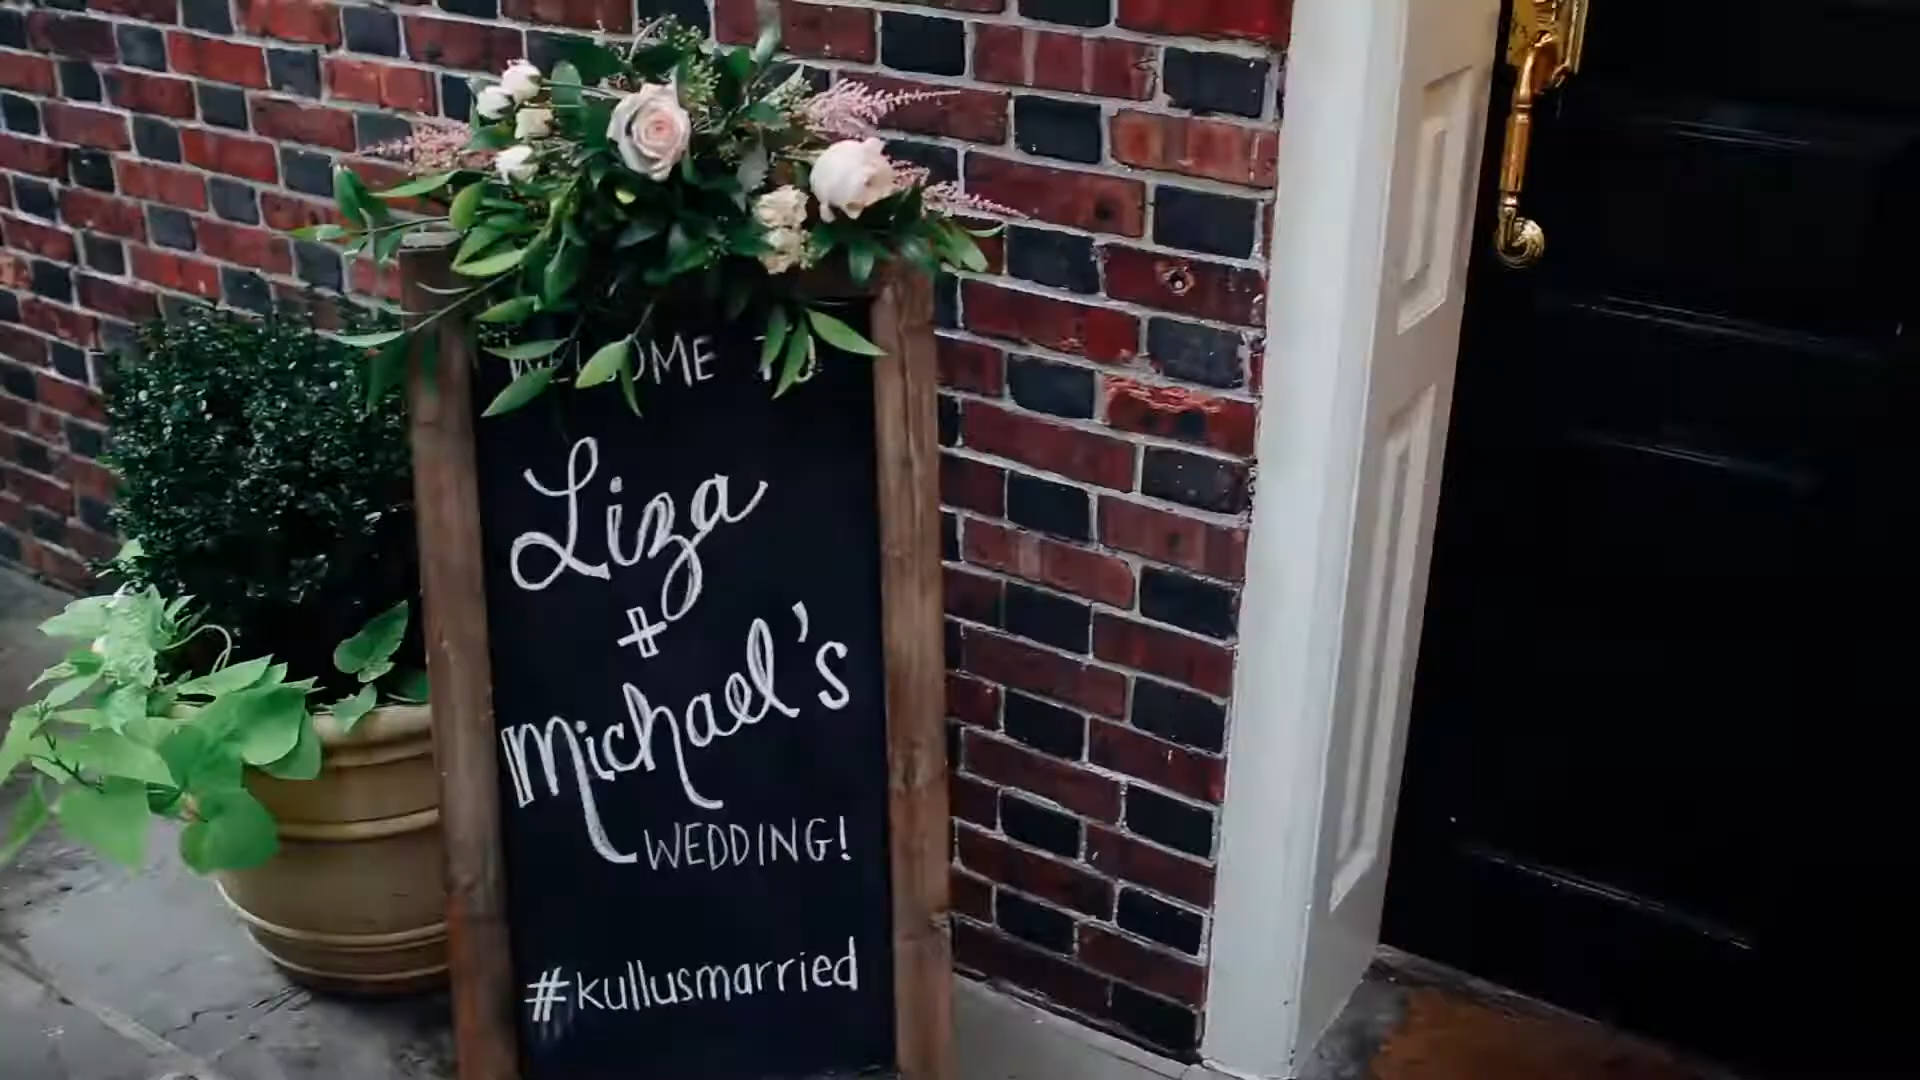 WELCOME TO
Liza
+
Michael's
WEDDING!
#kullusmarried